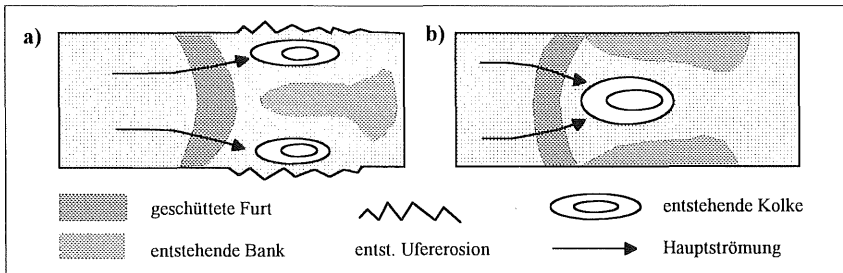 a)
b)
geschüttete Furt
entstehende Kolke
entstehende Bank
entst. Ufererosion
Hauptströmung